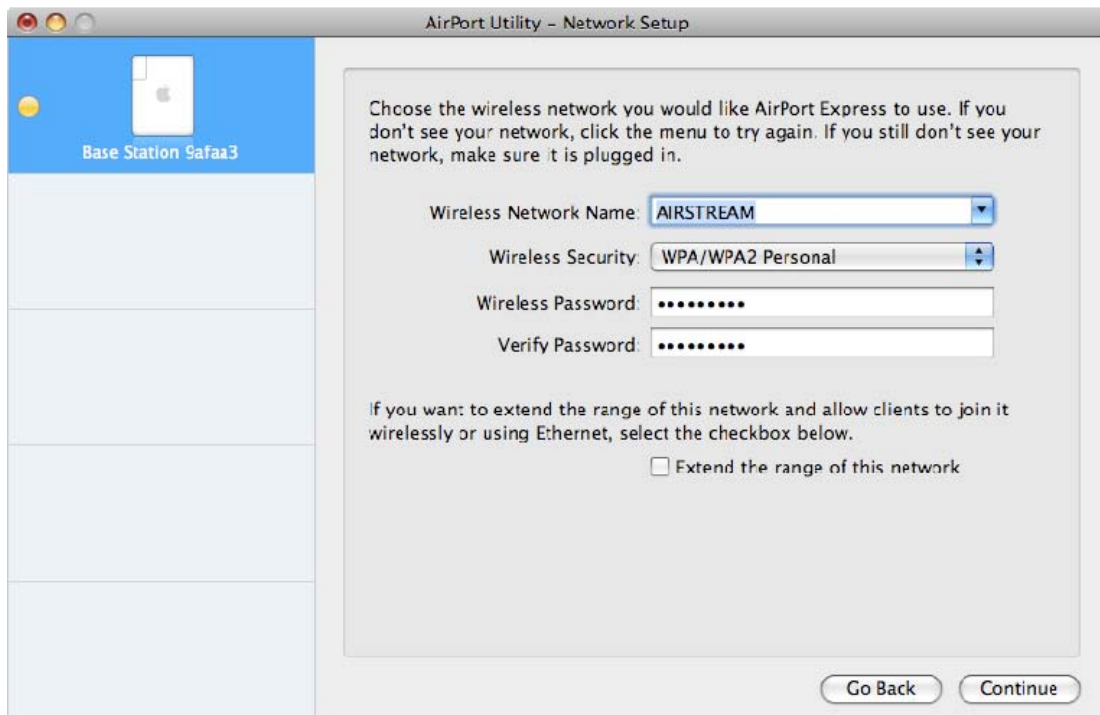 AirPort Utility – Network Setup
Base Station 9afaa3
Choose the wireless network you would like AirPort Express to use. If you
don't see your network, click the menu to try again. If you still don't see your
network, make sure it is plugged in.
Wireless Network Name: AIRSTREAM
Wireless Security: WPA/WPA2 Personal
Wireless Password: •••••••••
Verify Password: •••••••••
If you want to extend the range of this network and allow clients to join it
wirelessly or using Ethernet, select the checkbox below.
Extend the range of this network
Go Back Continue